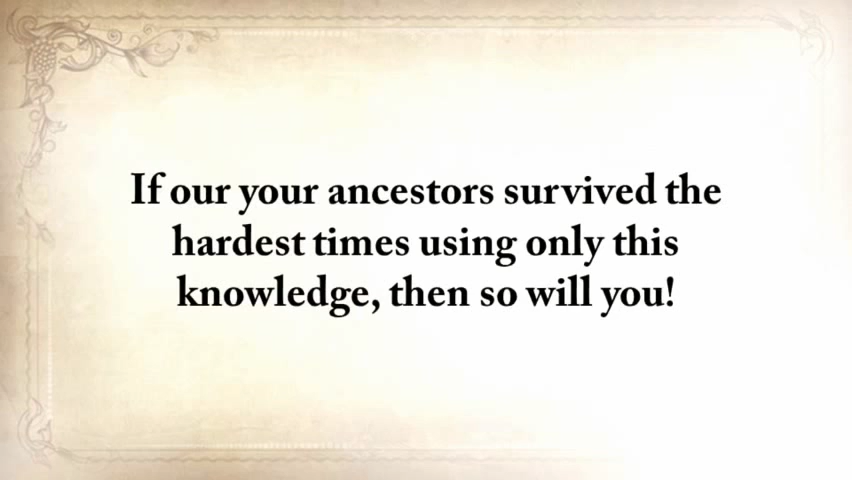 If our your ancestors survived the
hardest times using only this
knowledge, then so will you!